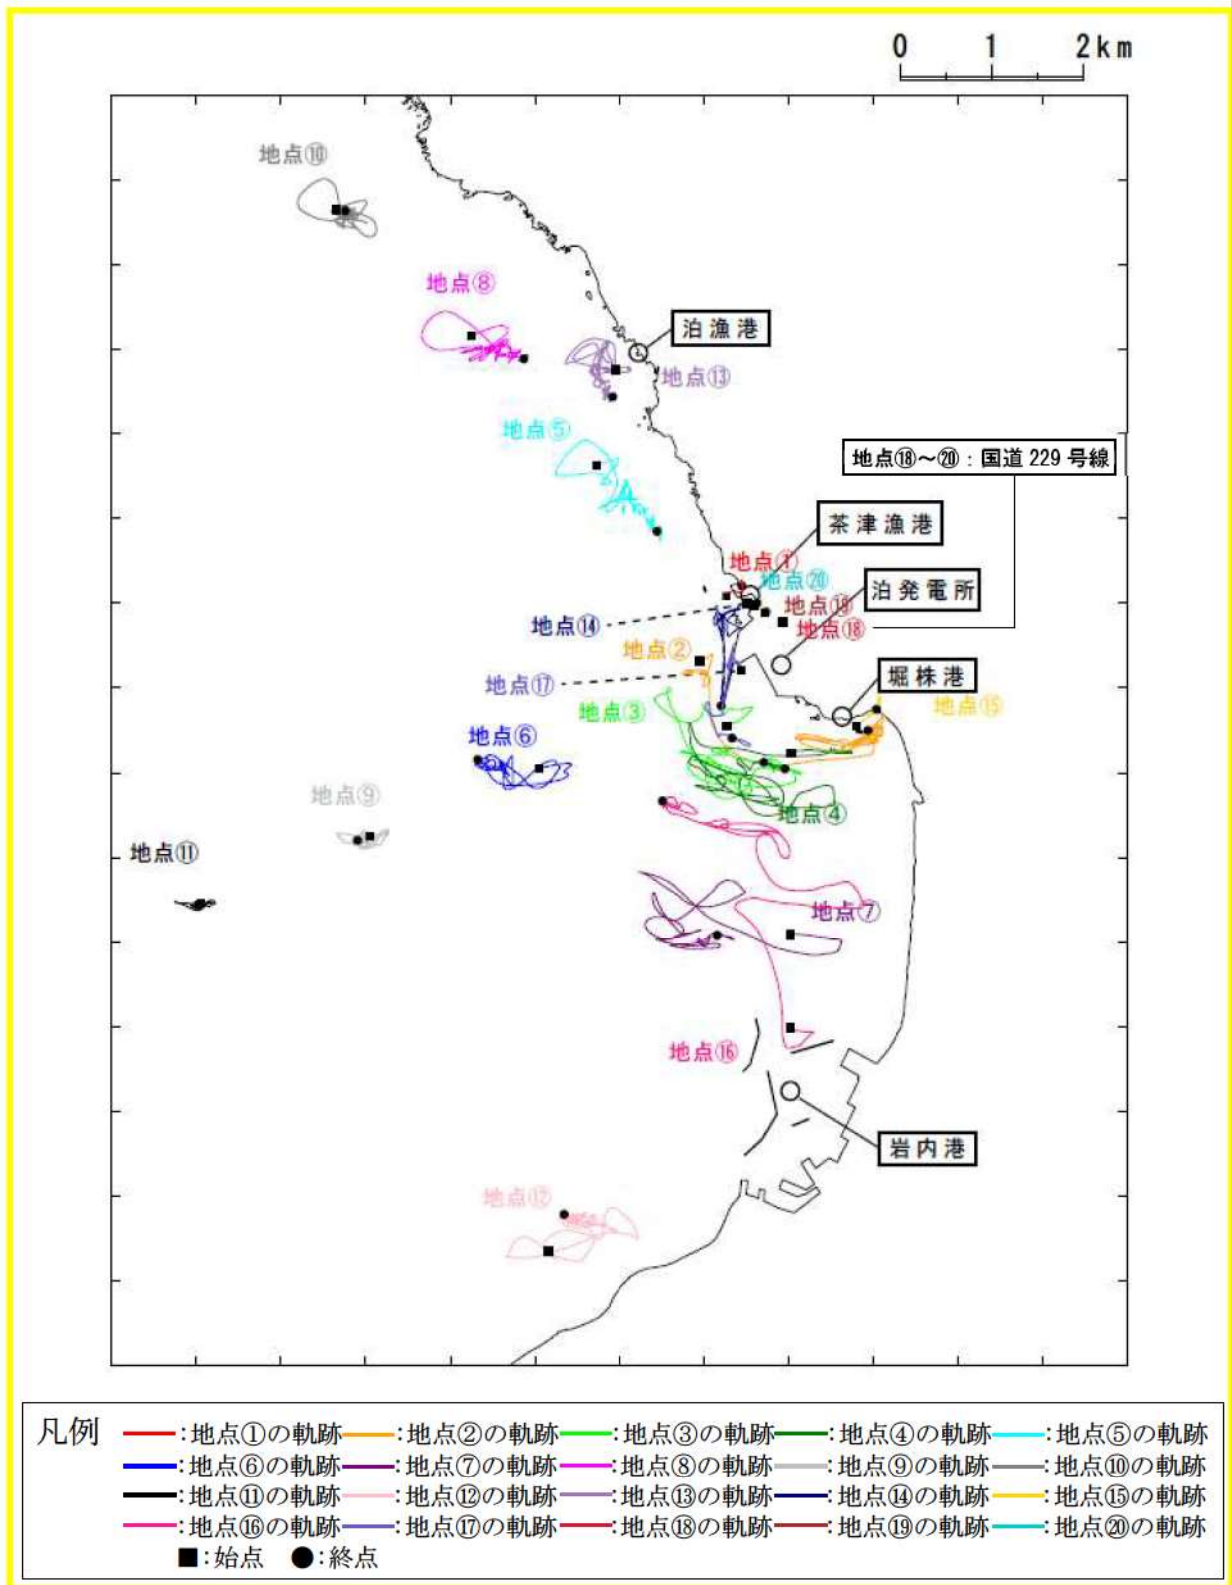 0 1 2km
地点⑩
地点⑧
泊漁港
地点⑬
地点⑤
地点⑱～⑳：国道229号線
茶津漁港
地点①
地点⑳
泊発電所
地点⑲
地点⑭
地点⑱
地点②
堀株港
地点⑰
地点③
地点⑮
地点⑥
地点⑨
地点④
地点⑪
地点⑦
地点⑯
岩内港
地点⑫
凡例 :地点①の軌跡 :地点②の軌跡 :地点③の軌跡 :地点④の軌跡 :地点⑤の軌跡
:地点⑥の軌跡 :地点⑦の軌跡 :地点⑧の軌跡 :地点⑨の軌跡 :地点⑩の軌跡
:地点⑪の軌跡 :地点⑫の軌跡 :地点⑬の軌跡 :地点⑭の軌跡 :地点⑮の軌跡
:地点⑯の軌跡 :地点⑰の軌跡 :地点⑱の軌跡 :地点⑲の軌跡 :地点⑳の軌跡
■:始点 ●:終点